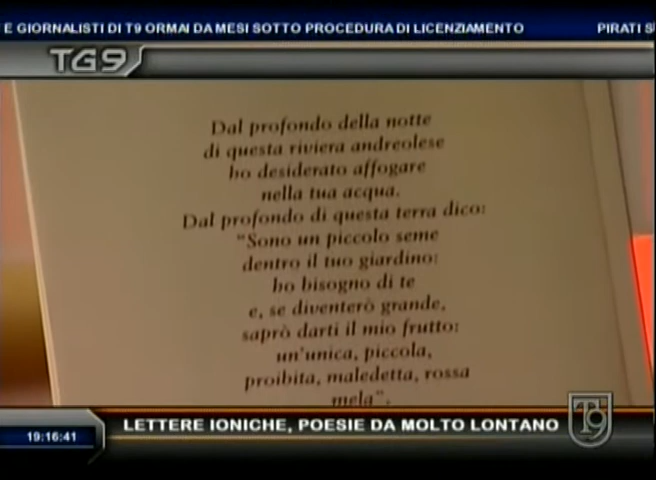 E GIORNALISTI DI T9 ORMAI DA MESI SOTTO PROCEDURA DI LICENZIAMENTO
PIRATI
TG9
Dal profondo della notte
di questa riviera andreolese
ho desiderato affogare
nella tua acqua.
Dal profondo di questa terra dico:
"Sono un piccolo seme
dentro il tuo giardino:
ho bisogno di te
e, se diventerò grande,
saprò darti il mio frutto:
un'unica, piccola,
proibita, maledetta, rossa
mela".
19:16:41
LETTERE IONICHE, POESIE DA MOLTO LONTANO
T9